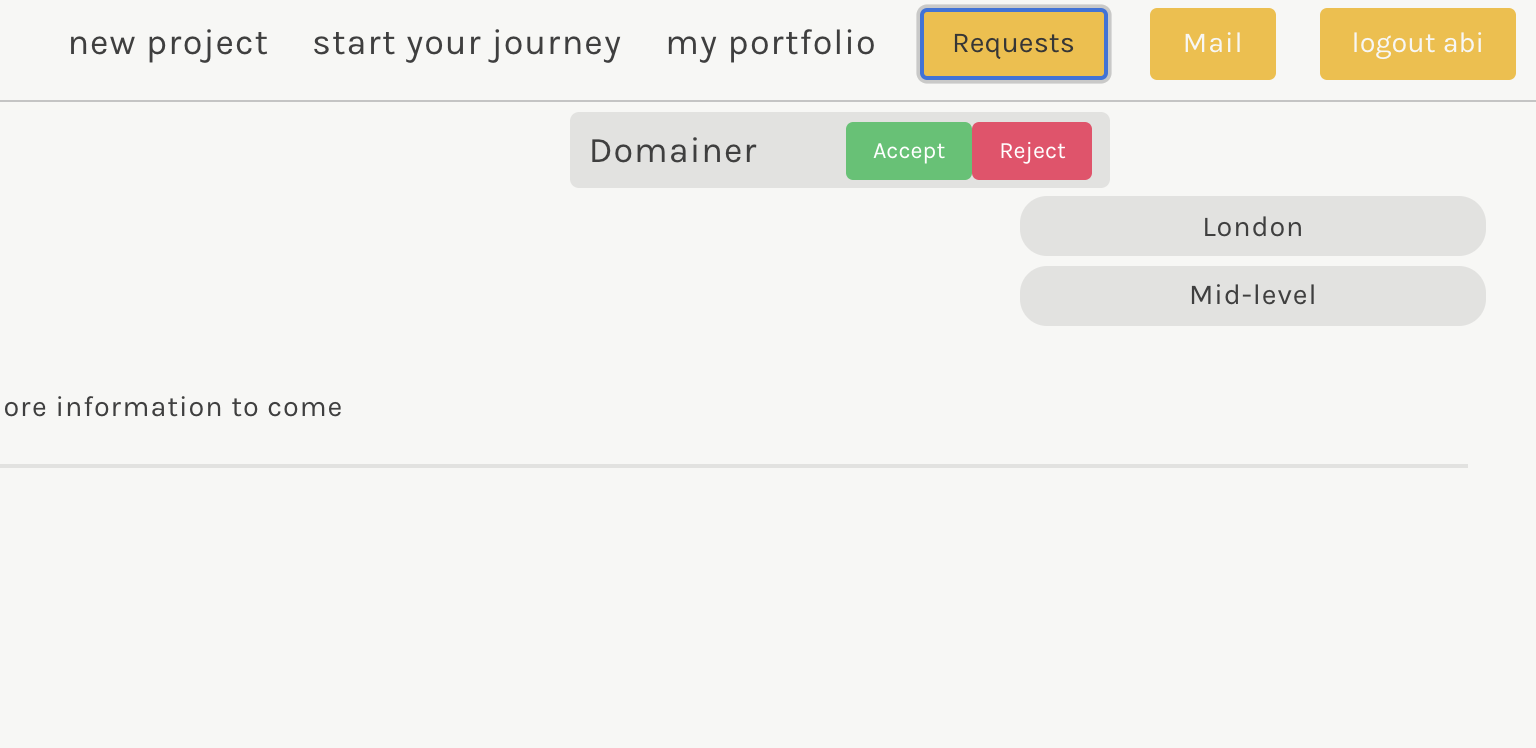 new project start your journey my portfolio Requests Mail logout abi
Domainer Accept Reject
London
Mid-level
ore information to come